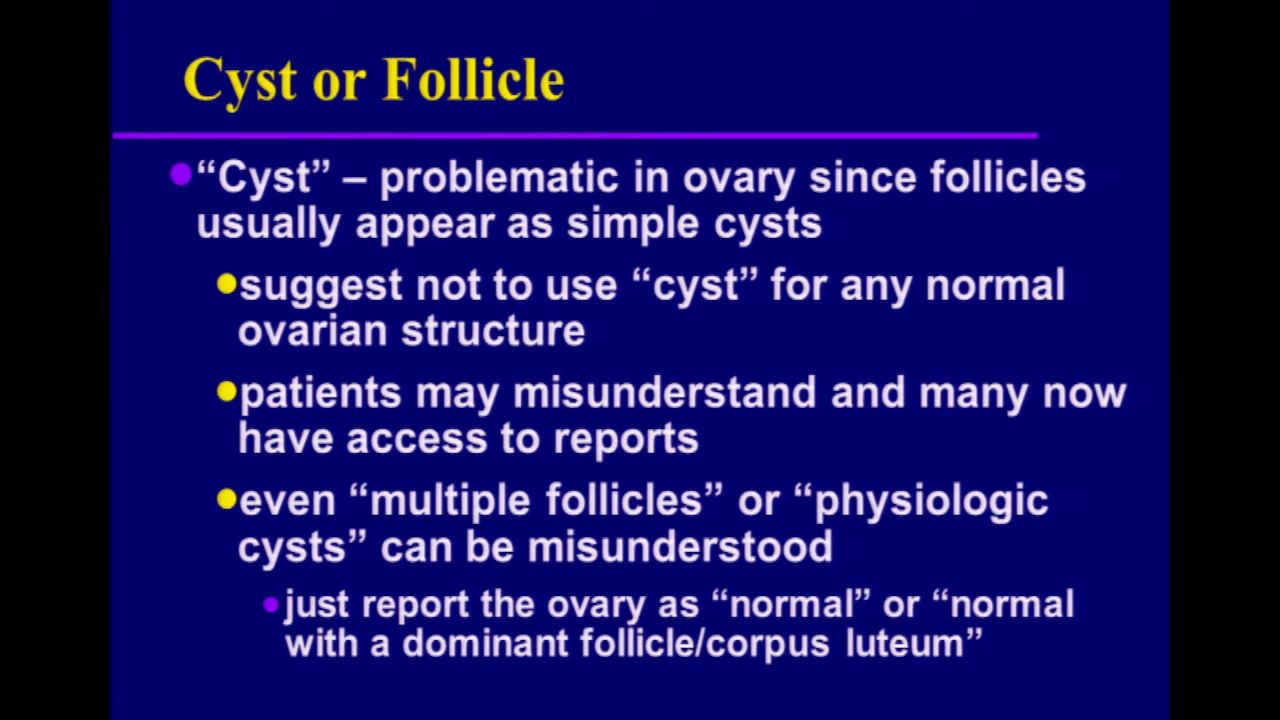 Cyst or Follicle
“Cyst” – problematic in ovary since follicles
usually appear as simple cysts
suggest not to use “cyst” for any normal
ovarian structure
patients may misunderstand and many now
have access to reports
even “multiple follicles” or “physiologic
cysts” can be misunderstood
just report the ovary as “normal” or “normal
with a dominant follicle/corpus luteum”